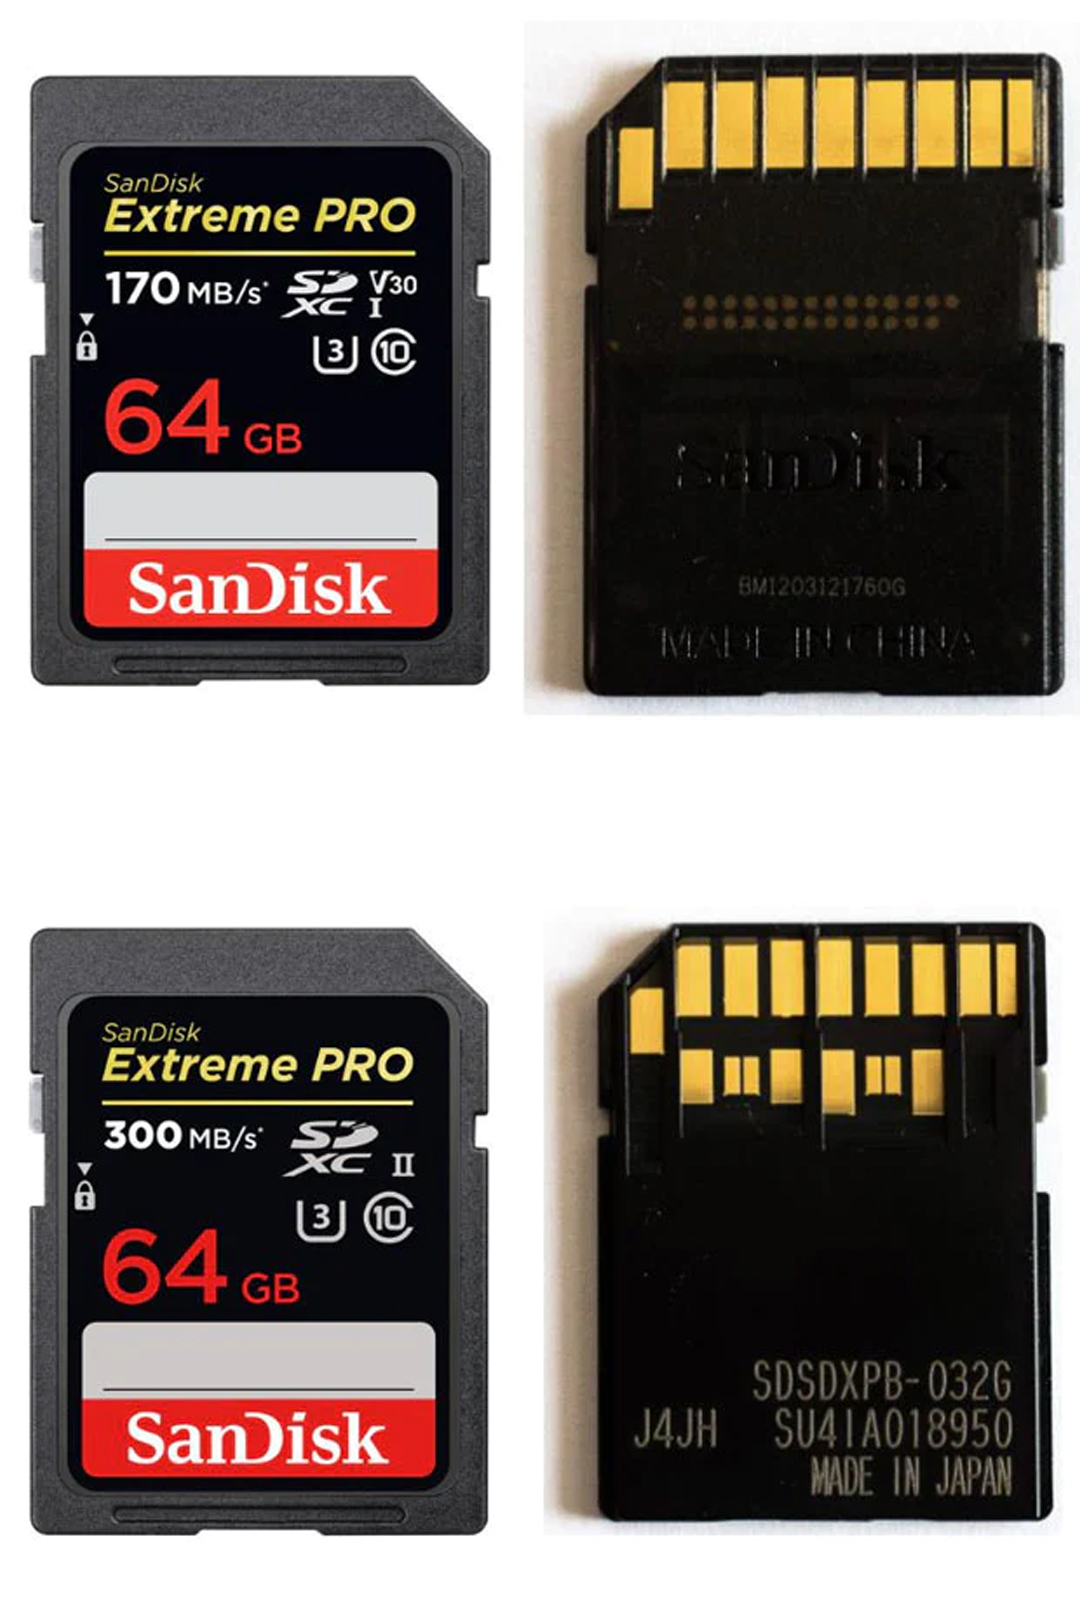 SanDisk
Extreme PRO
170 MB/s* SD XC V30 I
3 10
64 GB
SanDisk
SanDisk
BM1203121760G
MADE IN CHINA
SanDisk
Extreme PRO
300 MB/s* SD XC II
3 10
64 GB
SanDisk
SDSDXPB-032G
J4JH SU41A018950
MADE IN JAPAN